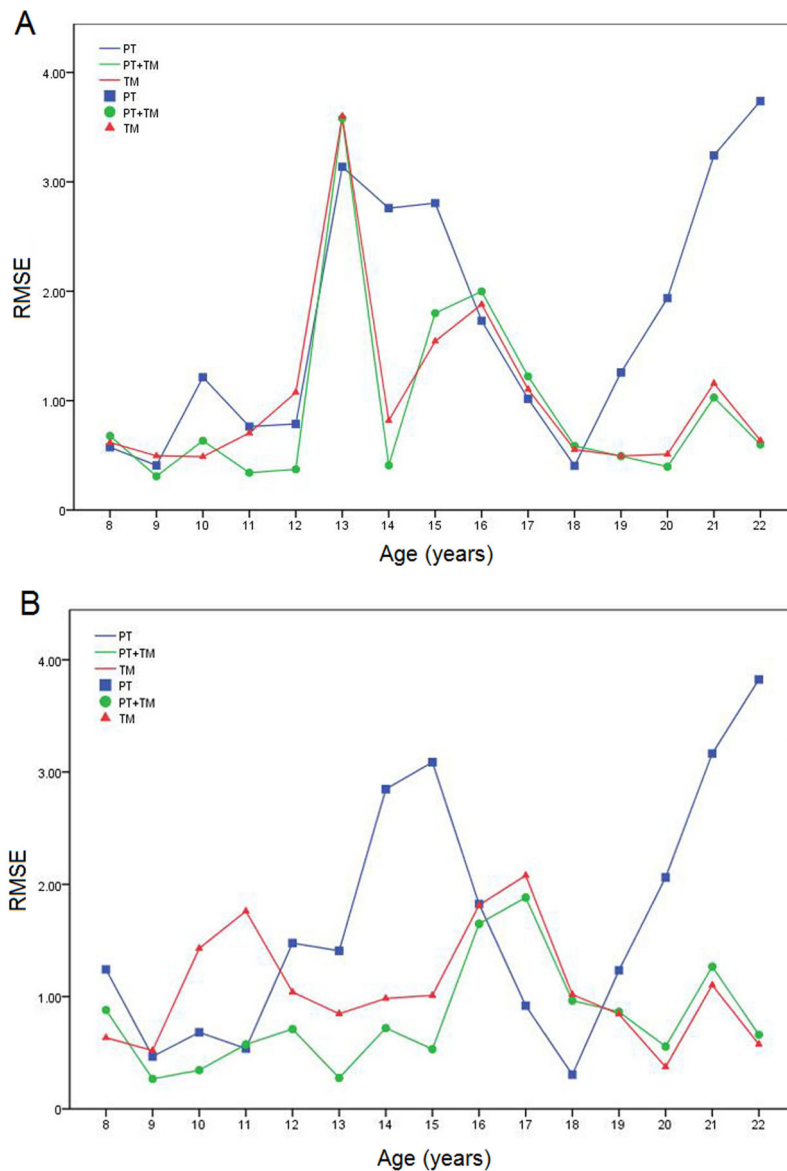 A
PT
PT+TM
TM
PT
PT+TM
TM
4.00
3.00
2.00
1.00
0
RMSE
8 9 10 11 12 13 14 15 16 17 18 19 20 21 22
Age (years)
B
PT
PT+TM
TM
PT
PT+TM
TM
4.00
3.00
2.00
1.00
0
RMSE
8 9 10 11 12 13 14 15 16 17 18 19 20 21 22
Age (years)